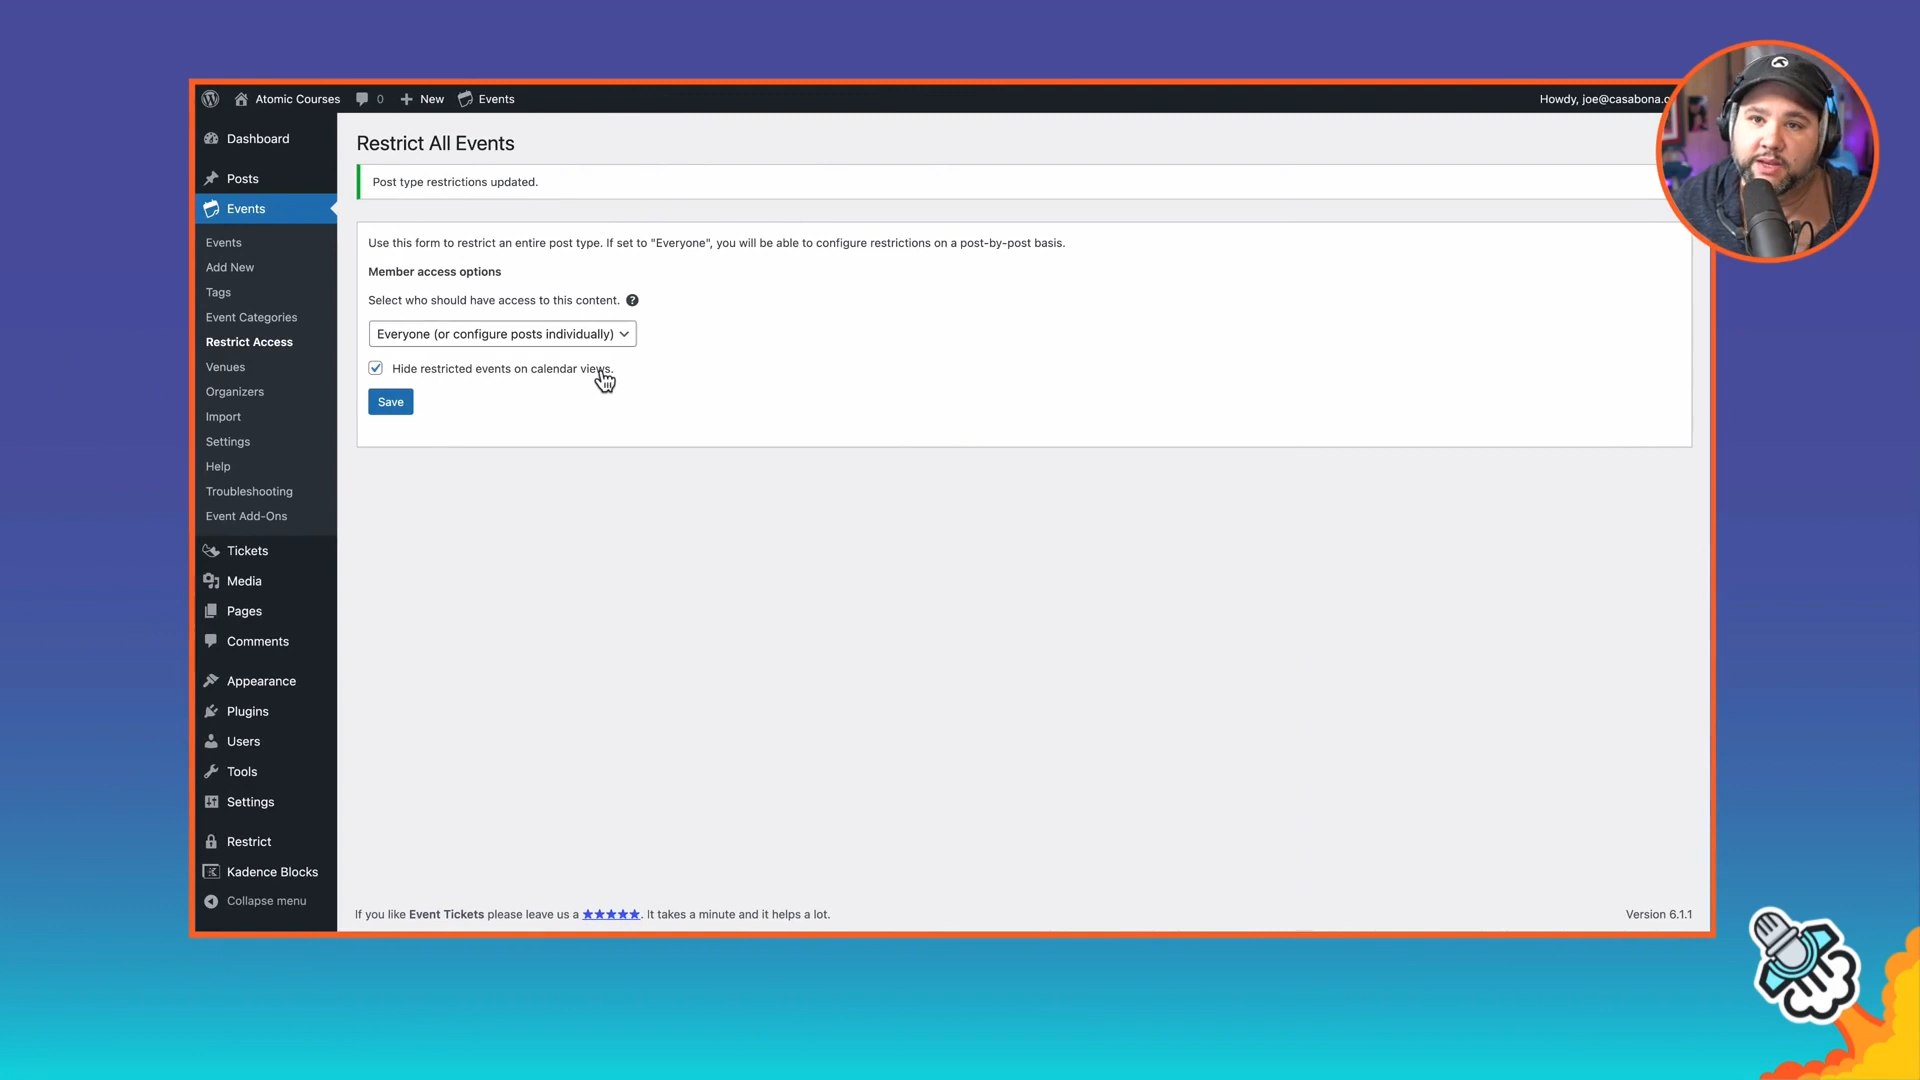 Atomic Courses
0
New
Events
Howdy, joe@casabona.c
Dashboard
Posts
Events
Events
Add New
Tags
Event Categories
Restrict Access
Venues
Organizers
Import
Settings
Help
Troubleshooting
Event Add-Ons
Tickets
Media
Pages
Comments
Appearance
Plugins
Users
Tools
Settings
Restrict
Kadence Blocks
Collapse menu
Restrict All Events
Post type restrictions updated.
Use this form to restrict an entire post type. If set to "Everyone", you will be able to configure restrictions on a post-by-post basis.
Member access options
Select who should have access to this content.
Everyone (or configure posts individually)
Hide restricted events on calendar views.
Save
If you like Event Tickets please leave us a ★★★★★. It takes a minute and it helps a lot.
Version 6.1.1